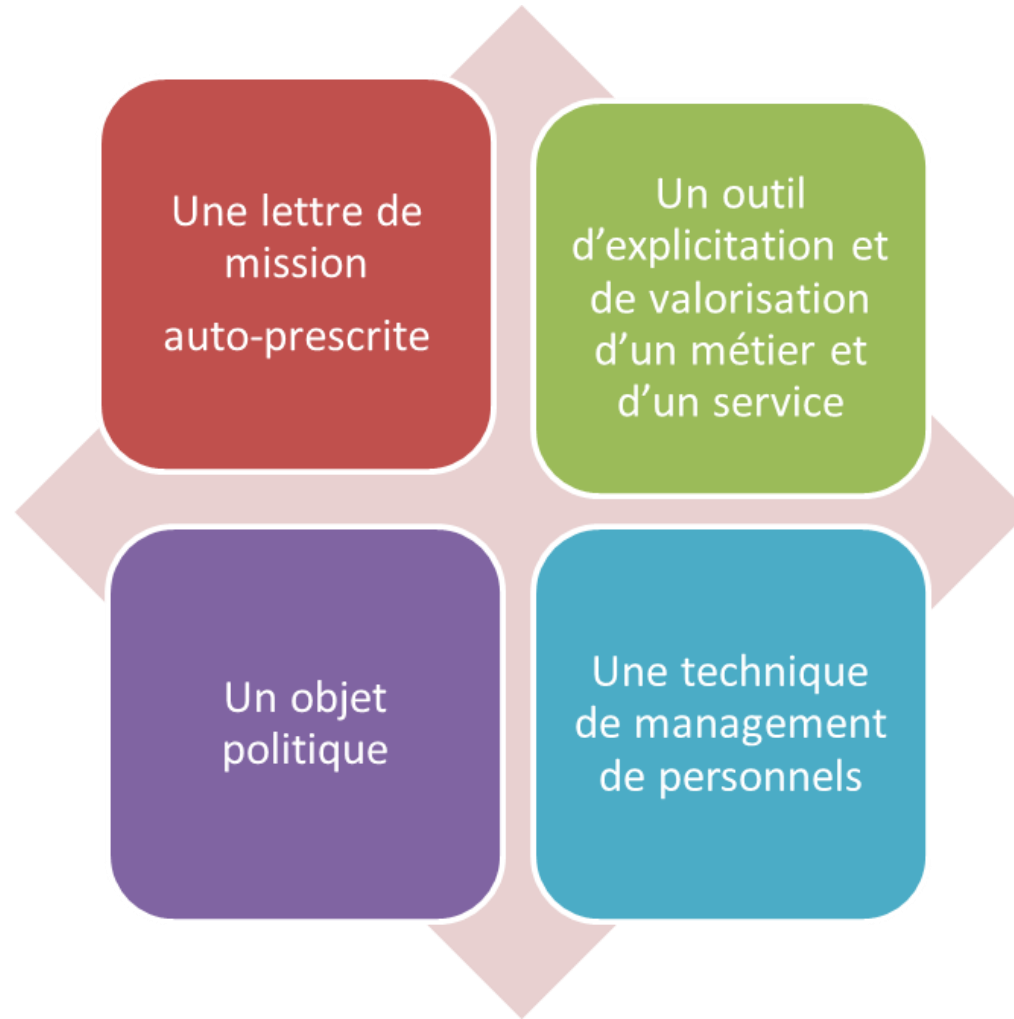 Une lettre de
mission
auto-prescrite
Un outil
d’explicitation et
de valorisation
d’un métier et
d’un service
Un objet
politique
Une technique
de management
de personnels